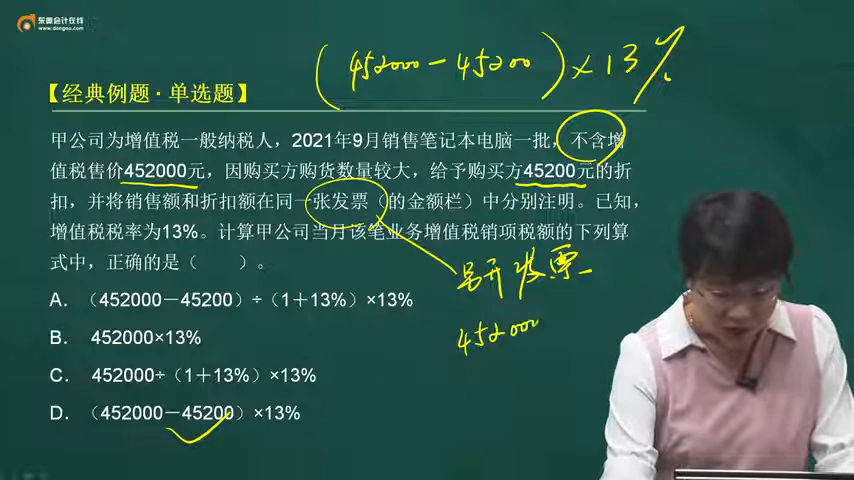 东奥会计在线
www.dongao.com
(452000-45200)×13%
【经典例题·单选题】
甲公司为增值税一般纳税人，2021年9月销售笔记本电脑一批，不含增
值税售价452000元，因购买方购货数量较大，给予购买方45200元的折
扣，并将销售额和折扣额在同一张发票（的金额栏）中分别注明。已知，
增值税税率为13%。计算甲公司当月该笔业务增值税销项税额的下列算
式中，正确的是（　　）。
另开发票
A．（452000－45200）÷（1＋13%）×13%
B． 452000×13%
452000
C． 452000÷（1＋13%）×13%
D．（452000－45200）×13%